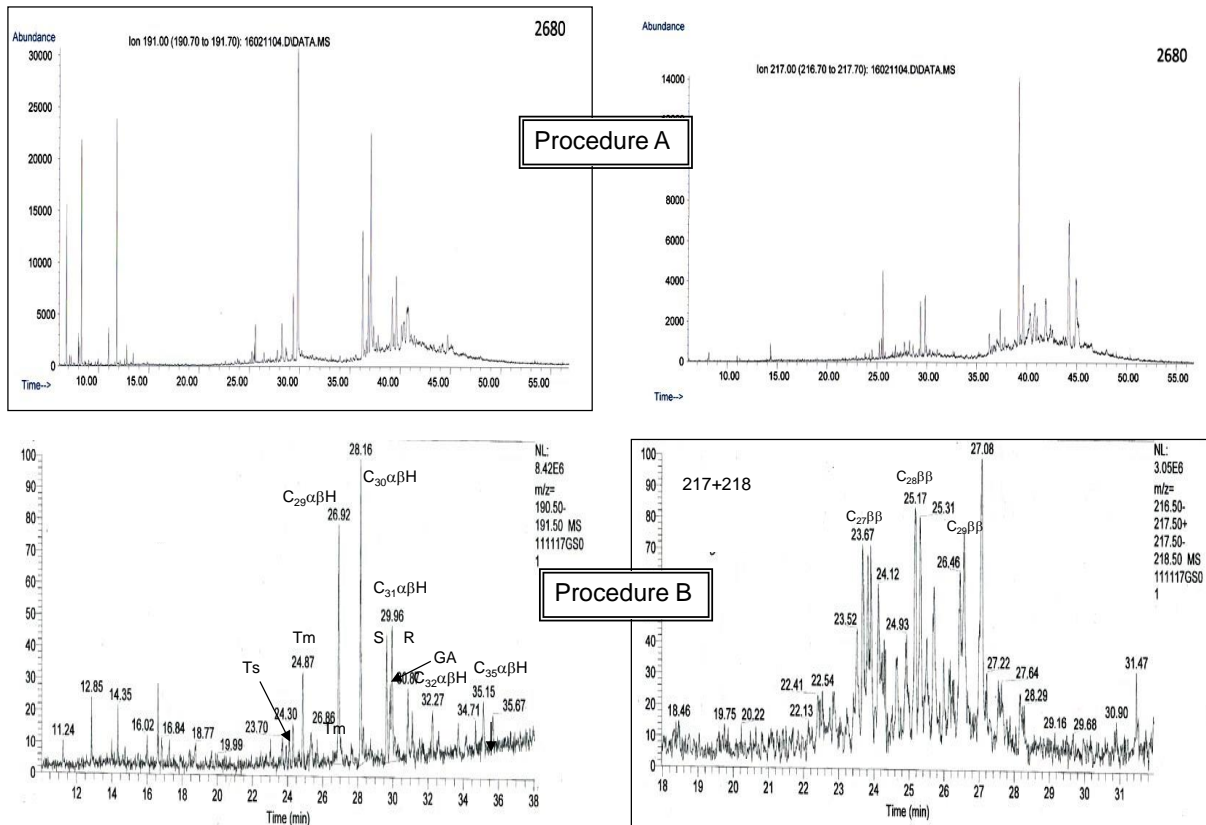 Abundance
Ion 191.00 (190.70 to 191.70): 16021104.D\DATA.MS
2680
30000
25000
20000
15000
10000
5000
0
10.00 15.00 20.00 25.00 30.00 35.00 40.00 45.00 50.00 55.00
Time-->
Abundance
Ion 217.00 (216.70 to 217.70): 16021104.D\DATA.MS
2680
14000
8000
6000
4000
2000
0
10.00 15.00 20.00 25.00 30.00 35.00 40.00 45.00 50.00 55.00
Time-->
Procedure A
100
90
80
70
60
50
40
30
20
10
0
28.16
C30αβH
C29αβH
26.92
C31αβH
29.96
S R
Tm
24.87
GA
Ts
C32αβH
C35αβH
12.85
14.35
16.02
16.84
11.24
18.77
19.99
23.70
24.30
26.86
Tm
30.87
32.27
34.71
35.15
35.67
12 14 16 18 20 22 24 26 28 30 32 34 36 38
Time (min)
NL:
8.42E6
m/z=
190.50-
191.50 MS
111117GS0
1
Procedure B
100
90
80
70
60
50
40
30
20
10
0
217+218
27.08
C28ββ
25.17
25.31
C27ββ
23.67
C29ββ
26.46
24.12
23.52
24.93
22.41
22.54
22.13
18.46
19.75
20.22
27.22
27.64
28.29
29.16
29.68
30.90
31.47
18 19 20 21 22 23 24 25 26 27 28 29 30 31
Time (min)
NL:
3.05E6
m/z=
216.50-
217.50+
217.50-
218.50 MS
111117GS0
1